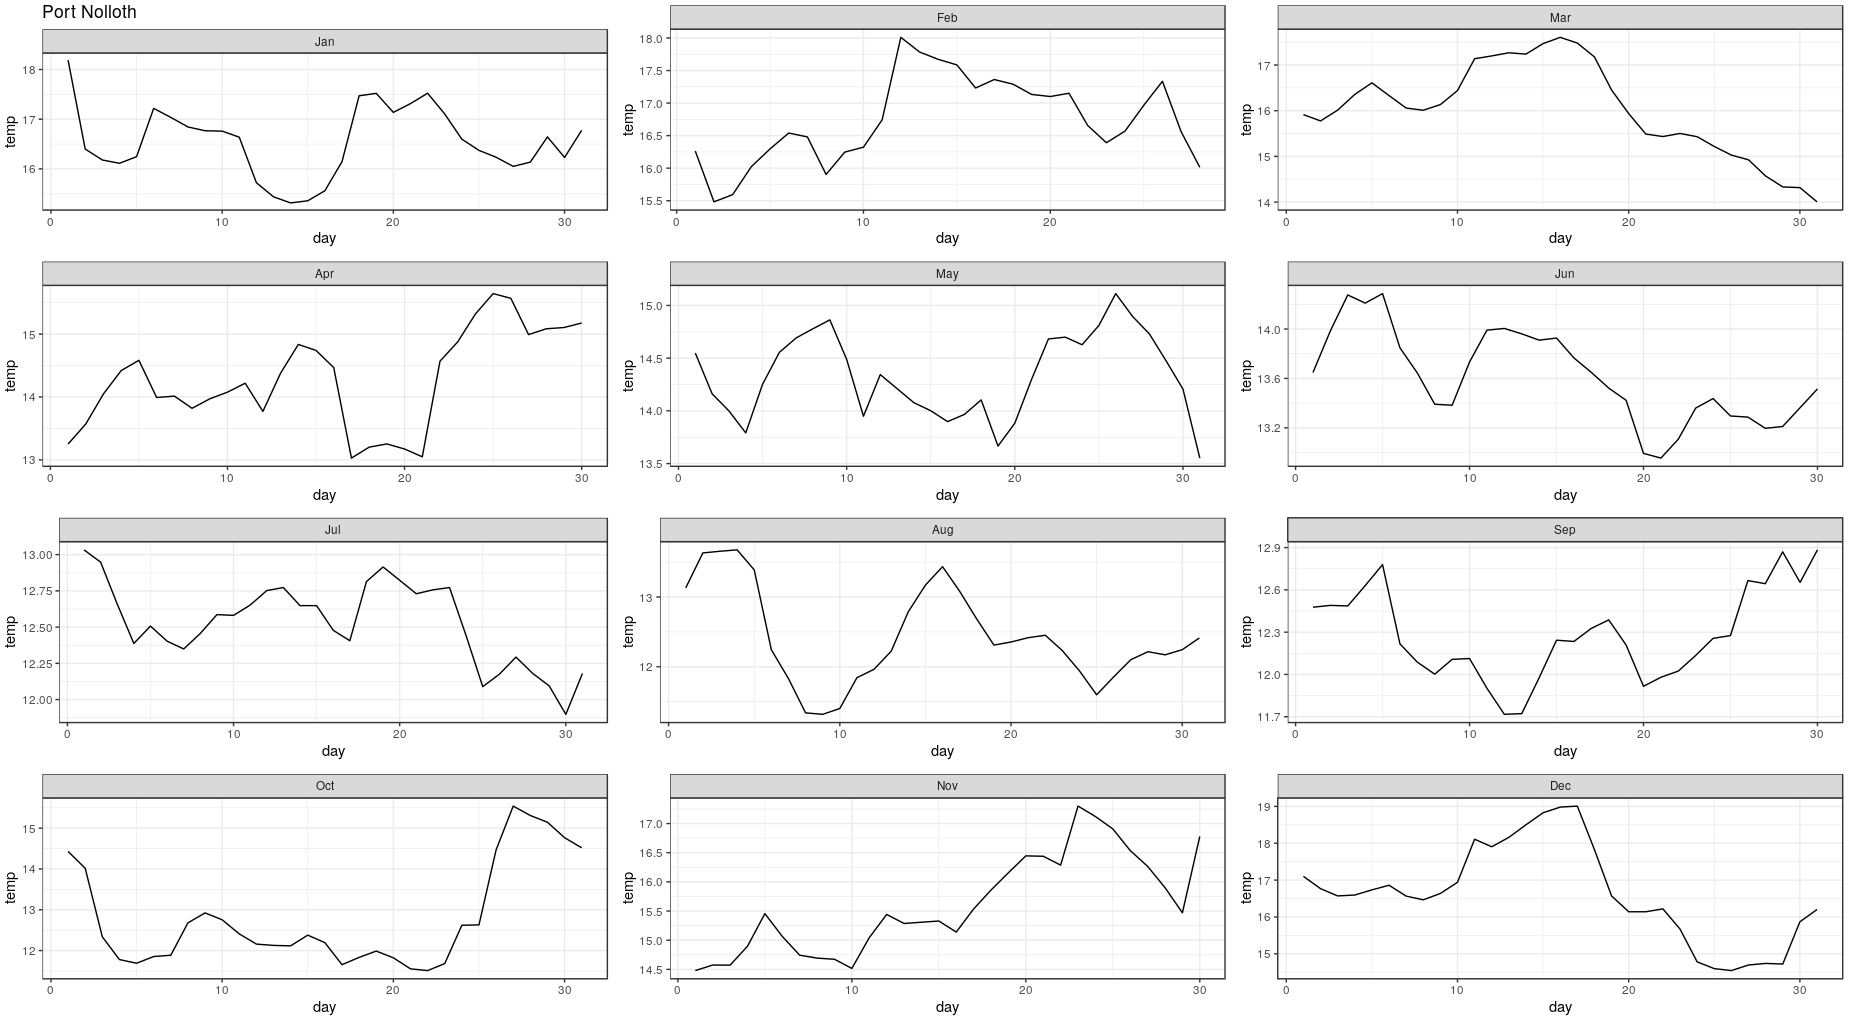 Port Nolloth
Jan
temp
18
17
16
0 10 20 30
day
Feb
temp
18.0
17.5
17.0
16.5
16.0
15.5
0 10 20
day
Mar
temp
17
16
15
14
0 10 20 30
day
Apr
temp
15
14
13
0 10 20 30
day
May
temp
15.0
14.5
14.0
13.5
0 10 20 30
day
Jun
temp
14.0
13.6
13.2
0 10 20 30
day
Jul
temp
13.00
12.75
12.50
12.25
12.00
0 10 20 30
day
Aug
temp
13
12
0 10 20 30
day
Sep
temp
12.9
12.6
12.3
12.0
11.7
0 10 20 30
day
Oct
temp
15
14
13
12
0 10 20 30
day
Nov
temp
17.0
16.5
16.0
15.5
15.0
14.5
0 10 20 30
day
Dec
temp
19
18
17
16
15
0 10 20 30
day